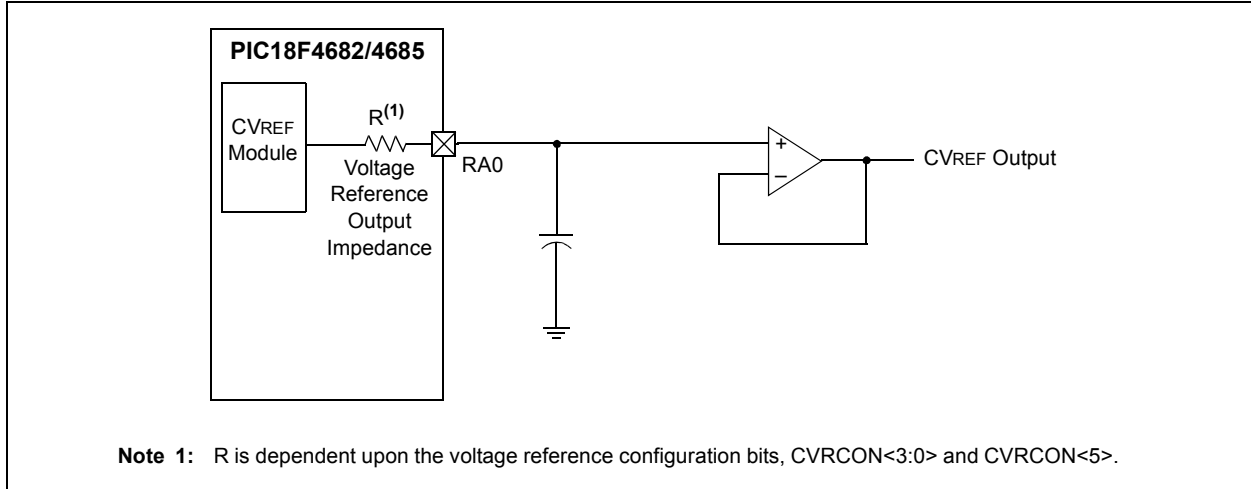 PIC18F4682/4685
CVREF
Module
R(1)
Voltage
Reference
Output
Impedance
RA0
+
–
CVREF Output
Note 1: R is dependent upon the voltage reference configuration bits, CVRCON<3:0> and CVRCON<5>.